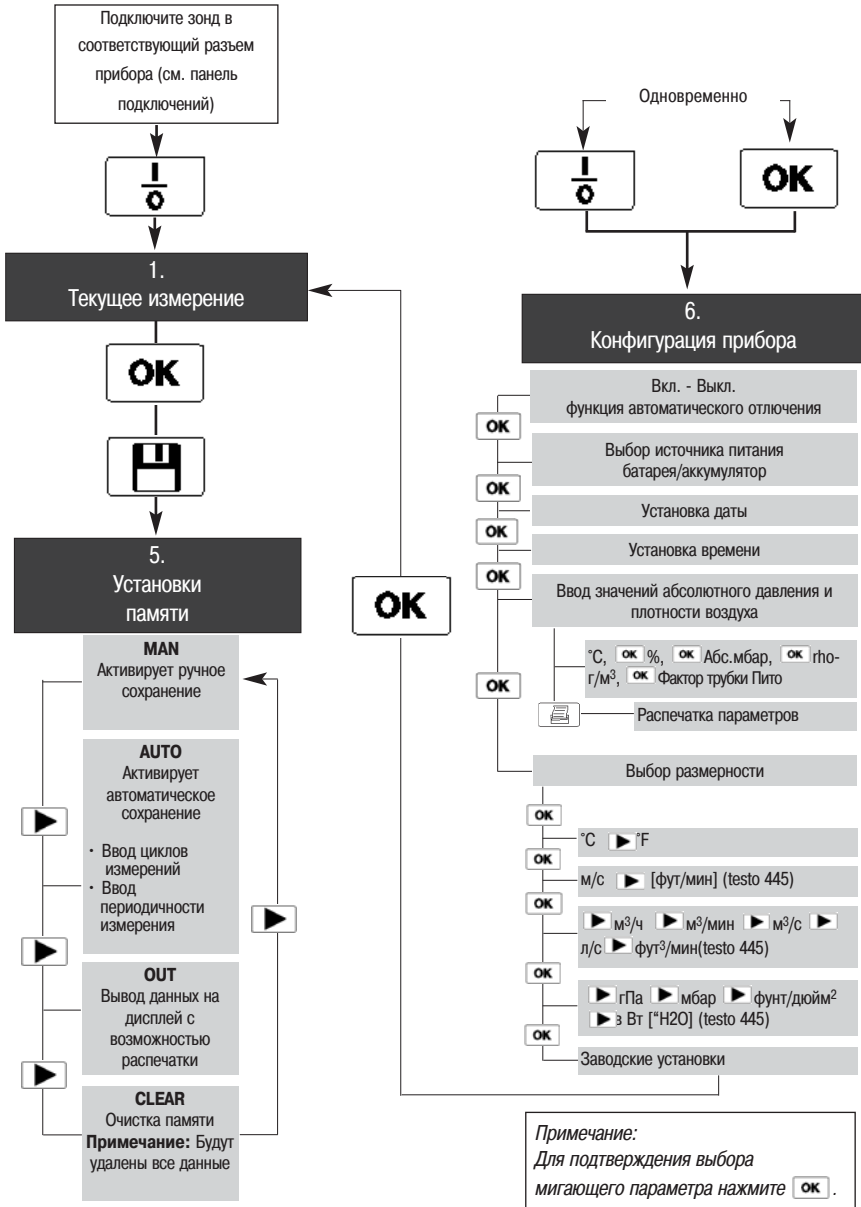 Подключите зонд в
соответствующий разъем
прибора (см. панель
подключений)
I
0
1.
Текущее измерение
OK
5.
Установки
памяти
MAN
Активирует ручное
сохранение
AUTO
Активирует
автоматическое
сохранение
· Ввод циклов
измерений
· Ввод
периодичности
измерения
OUT
Вывод данных на
дисплей с
возможностью
распечатки
CLEAR
Очистка памяти
Примечание: Будут
удалены все данные
OK
Одновременно
I
0
OK
6.
Конфигурация прибора
Вкл. - Выкл.
функция автоматического отлючения
OK
Выбор источника питания
батарея/аккумулятор
OK
Установка даты
OK
Установка времени
OK
Ввод значений абсолютного давления и
плотности воздуха
˚C, OK %, OK Абс.мбар, OK rho-
г/м³, OK Фактор трубки Пито
Распечатка параметров
OK
Выбор размерности
OK
˚C ˚F
OK
м/с [фут/мин] (testo 445)
OK
м³/ч м³/мин м³/с
л/с фут³/мин(testo 445)
OK
гПа мбар фунт/дюйм²
в Вт ["H2O] (testo 445)
OK
Заводские установки
Примечание:
Для подтверждения выбора
мигающего параметра нажмите OK .